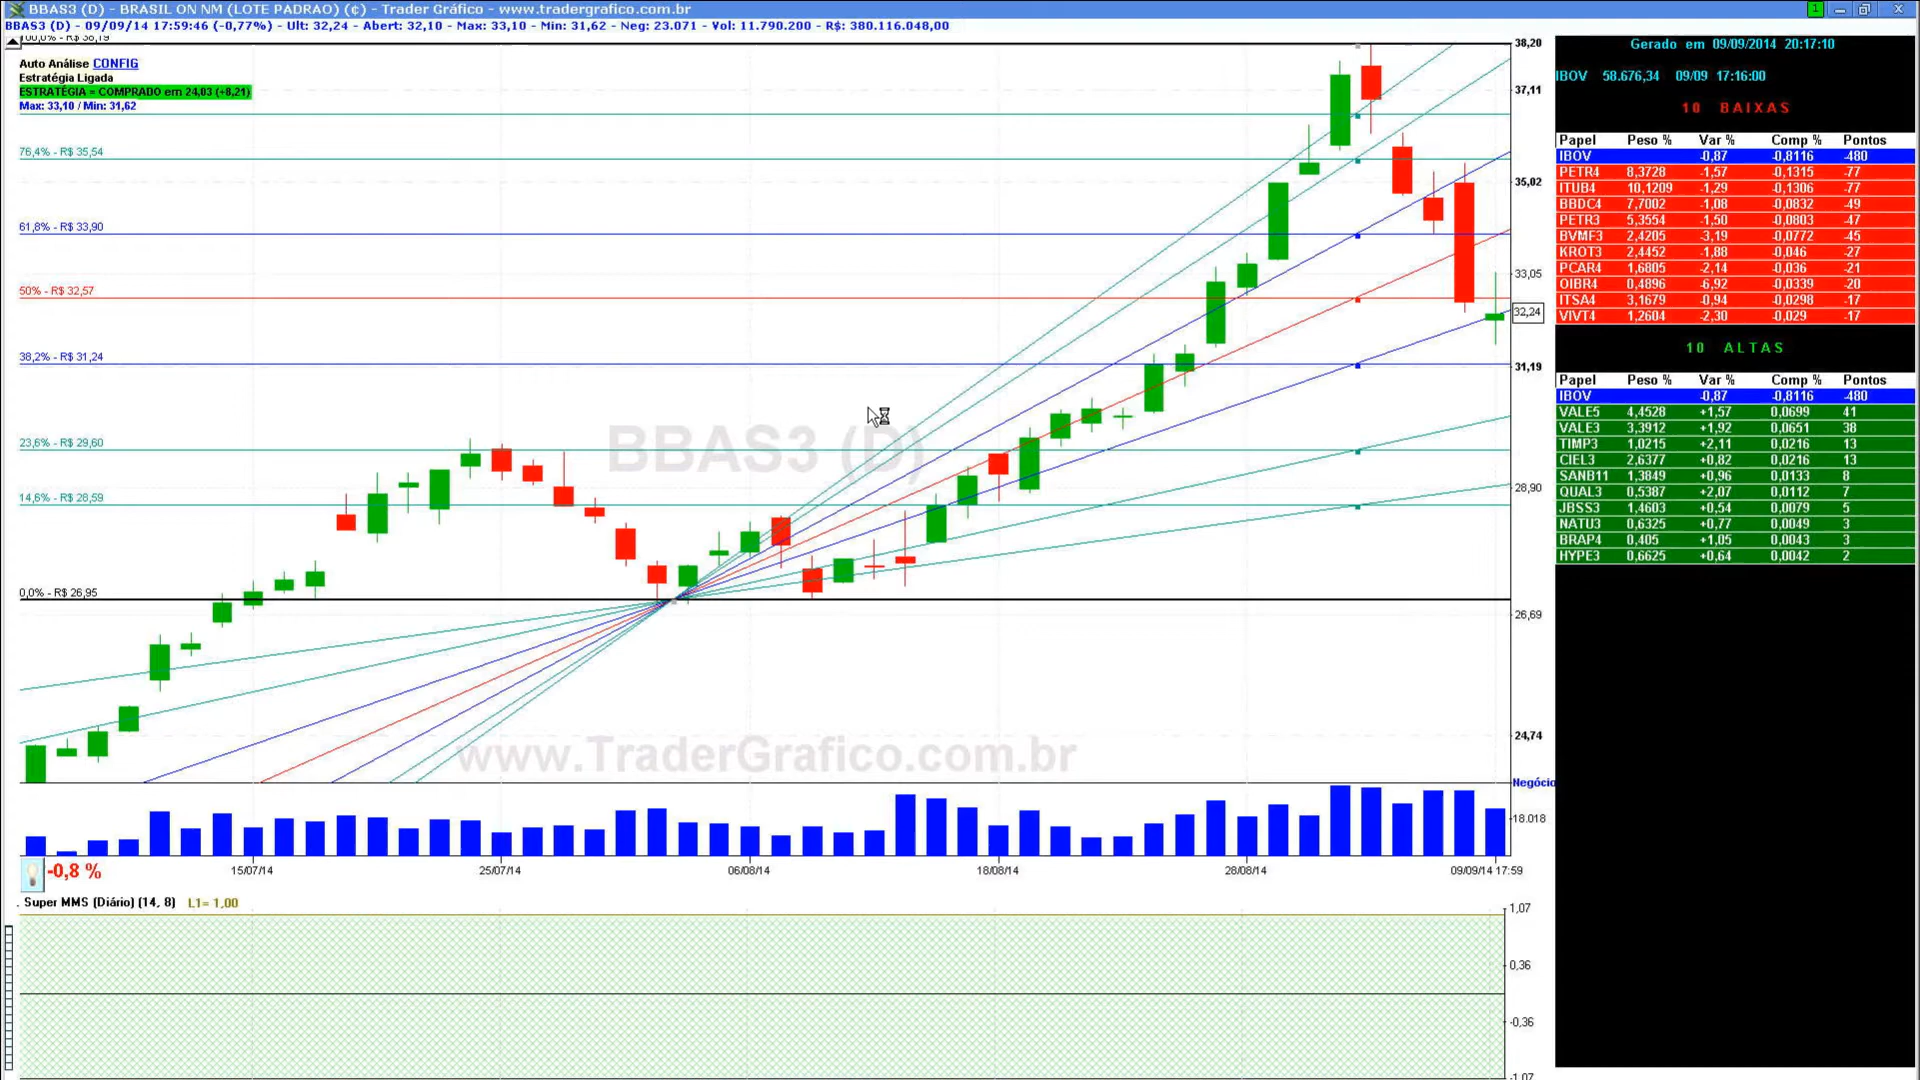 BBAS3 (D) - BRASIL ON NM (LOTE PADRAO) (¢) - Trader Gráfico - www.tradergrafico.com.br
1
BBAS3 (D) - 09/09/14 17:59:46 (-0,77%) - Ult: 32,24 - Abert: 32,10 - Max: 33,10 - Min: 31,62 - Neg: 23.071 - Vol: 11.790.200 - R$: 380.116.048,00
100,0% - R$ 38,19
Auto Análise CONFIG
Estratégia Ligada
ESTRATÉGIA = COMPRADO em 24,03 (+8,21)
Max: 33,10 / Min: 31,62
76,4% - R$ 35,54
61,8% - R$ 33,90
50% - R$ 32,57
38,2% - R$ 31,24
23,6% - R$ 29,60
14,6% - R$ 28,59
0,0% - R$ 26,95
BBAS3 (D)
www.TraderGrafico.com.br
38,20
37,11
35,02
33,05
32,24
31,19
28,90
26,69
24,74
Negócio
18.018
-0,8 %
15/07/14
25/07/14
06/08/14
18/08/14
28/08/14
09/09/14 17:59
. Super MMS (Diário) (14, 8) L1= 1,00
1,07
0,36
-0,36
-1,07
Gerado em 09/09/2014 20:17:10
IBOV 58.676,34 09/09 17:16:00
10 BAIXAS
Papel Peso % Var % Comp % Pontos
IBOV -0,87 -0,8116 -480
PETR4 8,3728 -1,57 -0,1315 -77
ITUB4 10,1209 -1,29 -0,1306 -77
BBDC4 7,7002 -1,08 -0,0832 -49
PETR3 5,3554 -1,50 -0,0803 -47
BVMF3 2,4205 -3,19 -0,0772 -45
KROT3 2,4452 -1,88 -0,046 -27
PCAR4 1,6805 -2,14 -0,036 -21
OIBR4 0,4896 -6,92 -0,0339 -20
ITSA4 3,1679 -0,94 -0,0298 -17
VIVT4 1,2604 -2,30 -0,029 -17
10 ALTAS
Papel Peso % Var % Comp % Pontos
IBOV -0,87 -0,8116 -480
VALE5 4,4528 +1,57 0,0699 41
VALE3 3,3912 +1,92 0,0651 38
TIMP3 1,0215 +2,11 0,0216 13
CIEL3 2,6377 +0,82 0,0216 13
SANB11 1,3849 +0,96 0,0133 8
QUAL3 0,5387 +2,07 0,0112 7
JBSS3 1,4603 +0,54 0,0079 5
NATU3 0,6325 +0,77 0,0049 3
BRAP4 0,405 +1,05 0,0043 3
HYPE3 0,6625 +0,64 0,0042 2